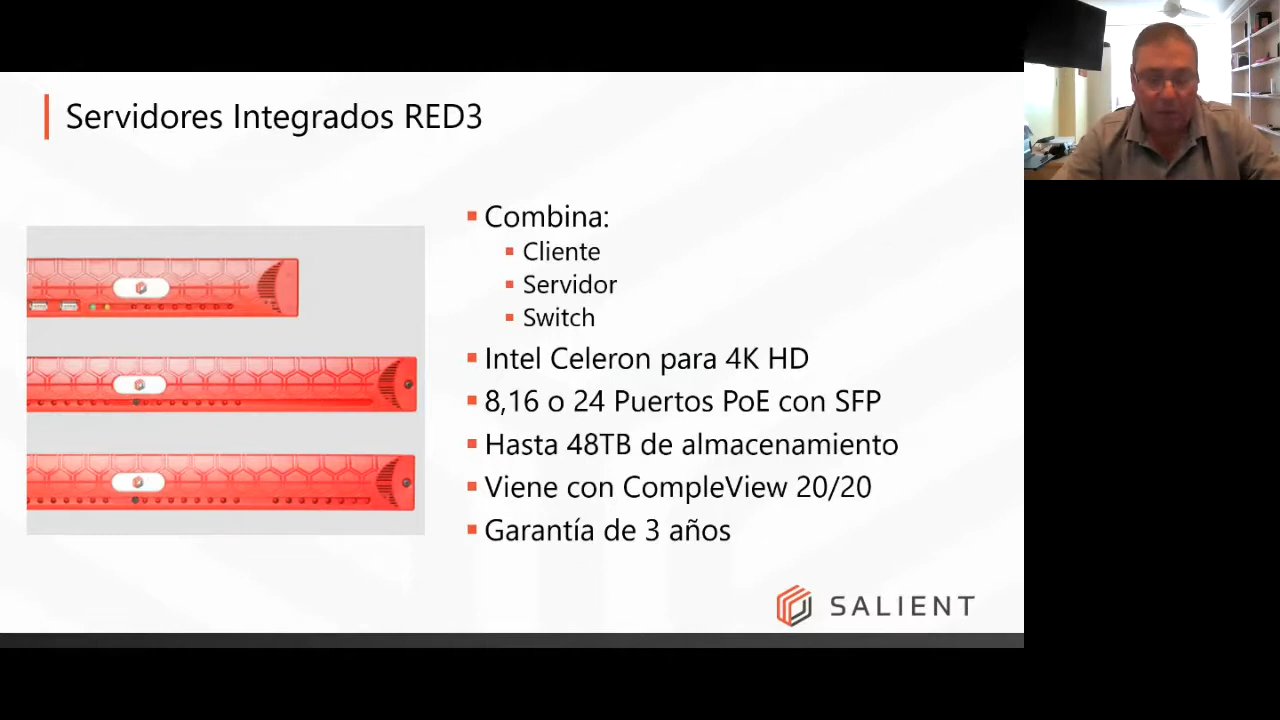 Servidores Integrados RED3
Combina:
Cliente
Servidor
Switch
Intel Celeron para 4K HD
8,16 o 24 Puertos PoE con SFP
Hasta 48TB de almacenamiento
Viene con CompleView 20/20
Garantía de 3 años
SALIENT